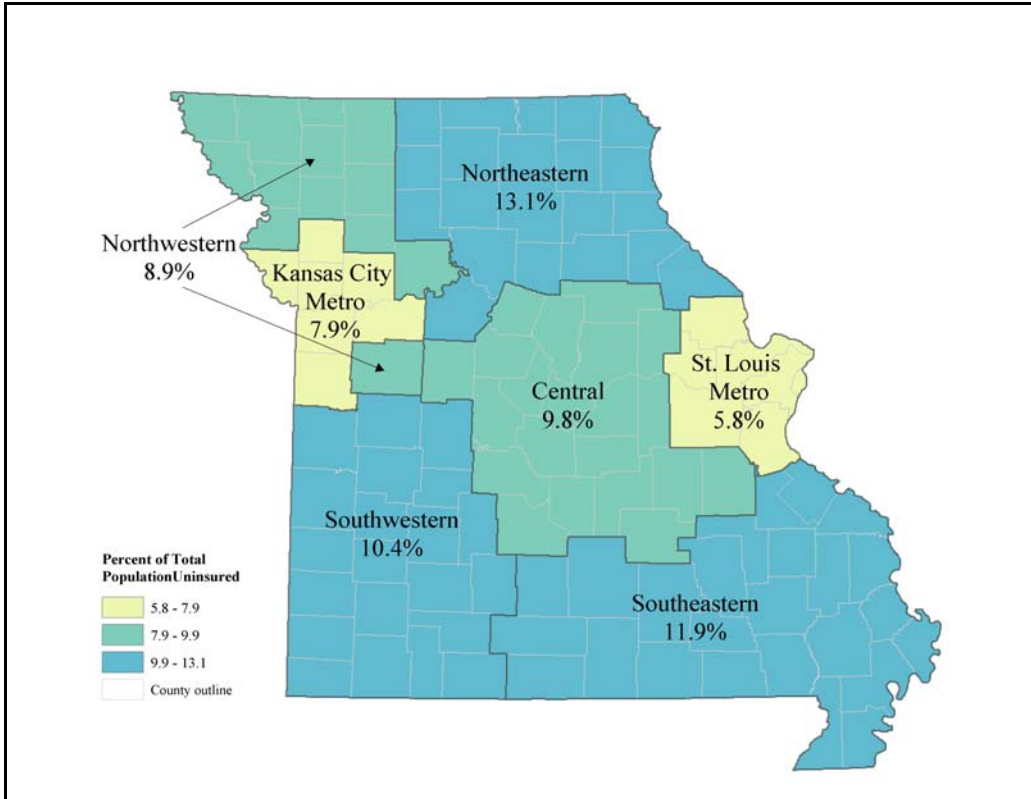 Northeastern
13.1%
Northwestern
8.9%
Kansas City
Metro
7.9%
St. Louis
Metro
5.8%
Central
9.8%
Southwestern
10.4%
Southeastern
11.9%
Percent of Total
PopulationUninsured
5.8 - 7.9
7.9 - 9.9
9.9 - 13.1
County outline